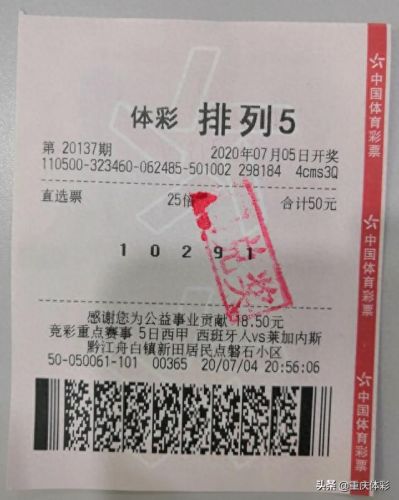 体彩 排列5
第 20137期 2020年07月05日开奖
110500-323460-062485-501002 298184 4cms3Q
直选票 25倍 合计50元
1 0 2 9 1
已兑奖
感谢您为公益事业贡献 18.50元
竞彩重点赛事 5日西甲 西班牙人vs莱加内斯
黔江舟白镇新田居民点磐石小区
50-050061-101 00365 20/07/04 20:56:06
中国体育彩票
中国体育彩票
中国体育彩票
头条 @重庆体彩